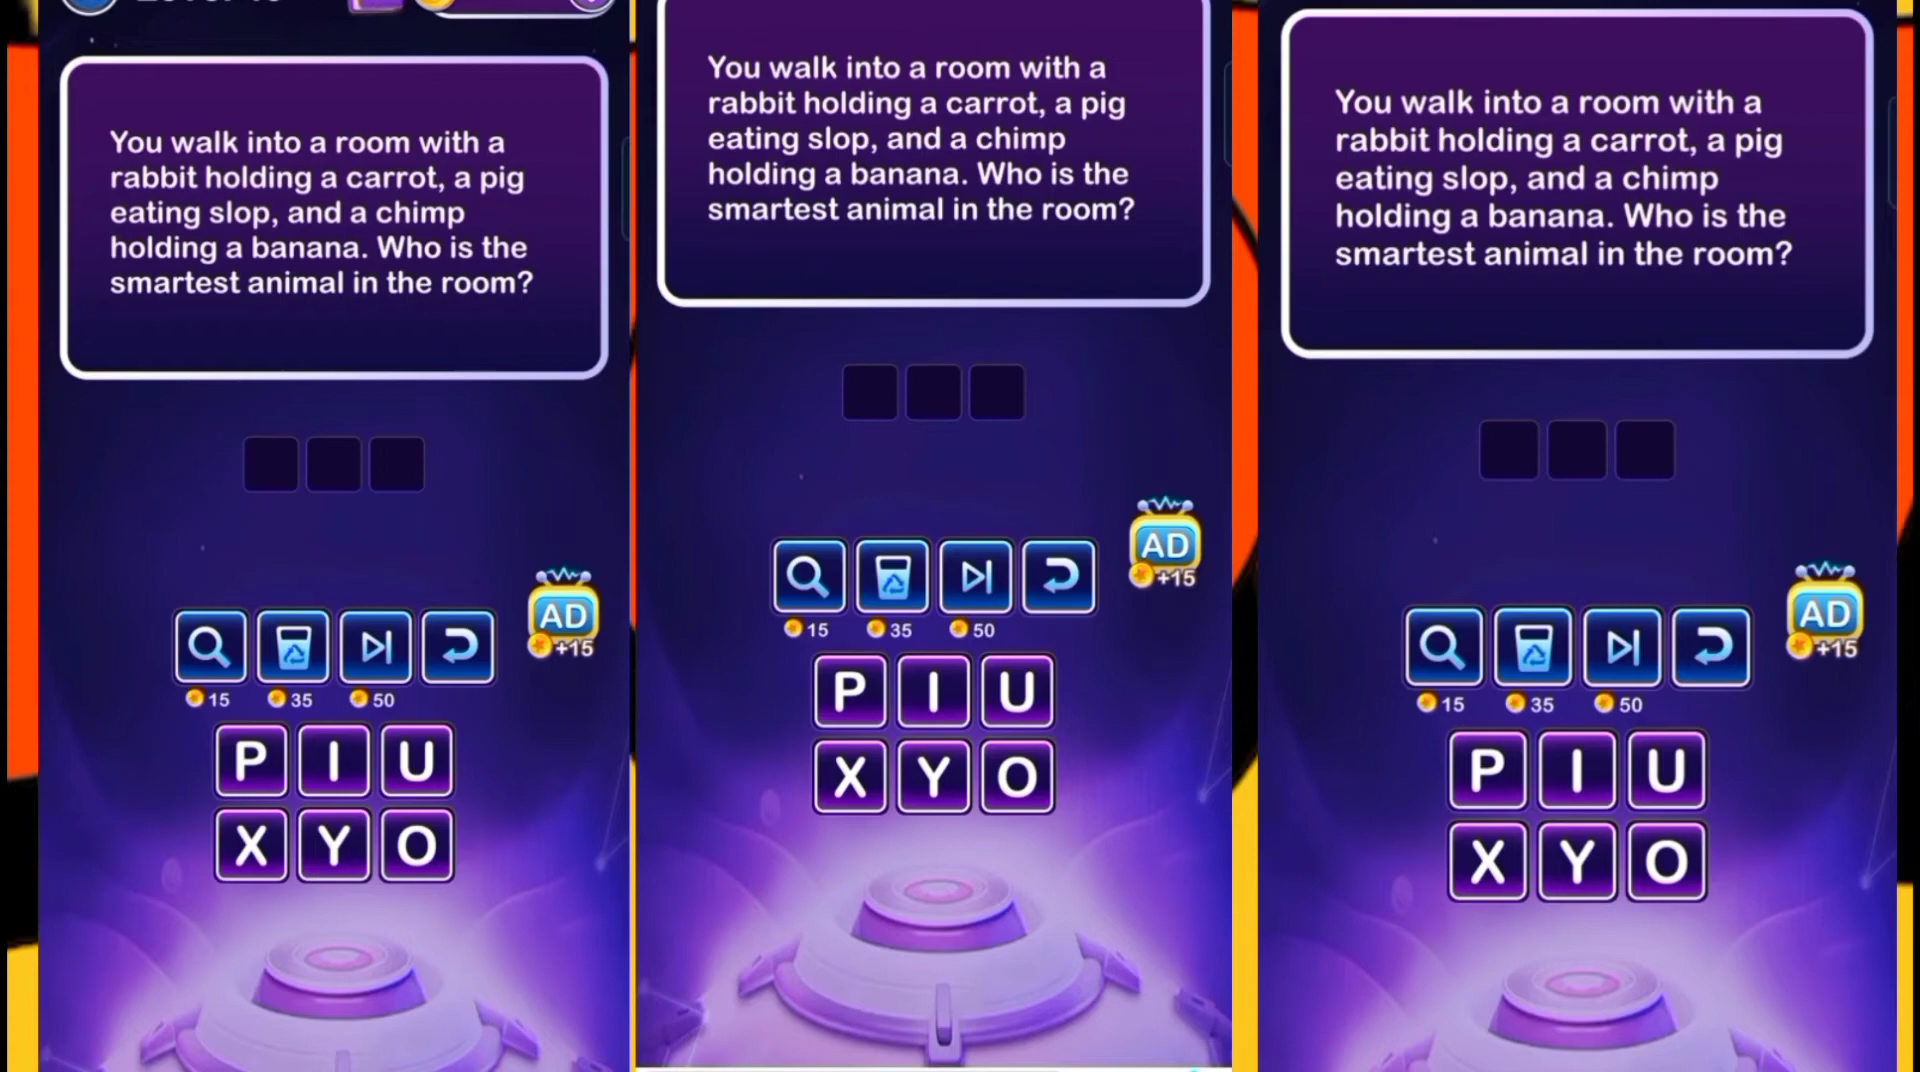 You walk into a room with a
rabbit holding a carrot, a pig
eating slop, and a chimp
holding a banana. Who is the
smartest animal in the room?
AD
+15
15
35
50
P I U
X Y O
You walk into a room with a
rabbit holding a carrot, a pig
eating slop, and a chimp
holding a banana. Who is the
smartest animal in the room?
AD
+15
15
35
50
P I U
X Y O
You walk into a room with a
rabbit holding a carrot, a pig
eating slop, and a chimp
holding a banana. Who is the
smartest animal in the room?
AD
+15
15
35
50
P I U
X Y O